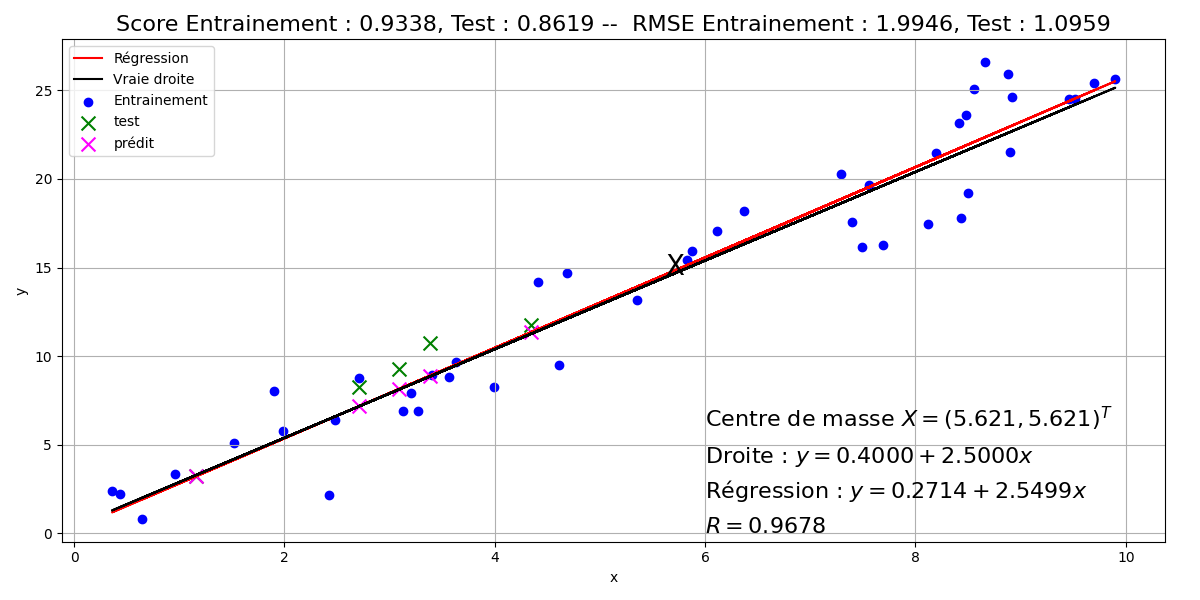 Score Entrainement : 0.9338, Test : 0.8619 -- RMSE Entrainement : 1.9946, Test : 1.0959
Régression
Vraie droite
Entrainement
test
prédit
25
20
15
10
5
0
y
X
Centre de masse X = (5.621, 5.621)^T
Droite : y = 0.4000 + 2.5000x
Régression : y = 0.2714 + 2.5499x
R = 0.9678
0 2 4 6 8 10
x